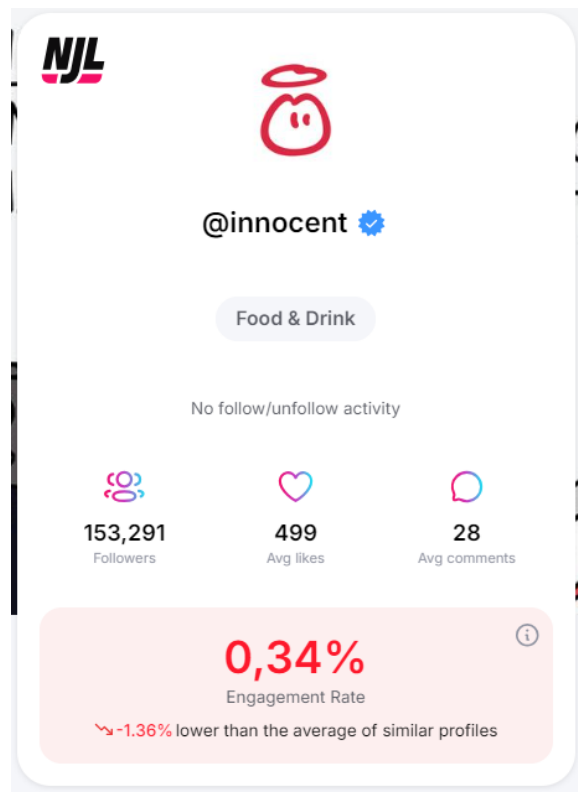 NJL
@innocent
Food & Drink
No follow/unfollow activity
153,291
Followers
499
Avg likes
28
Avg comments
0,34%
Engagement Rate
-1.36% lower than the average of similar profiles